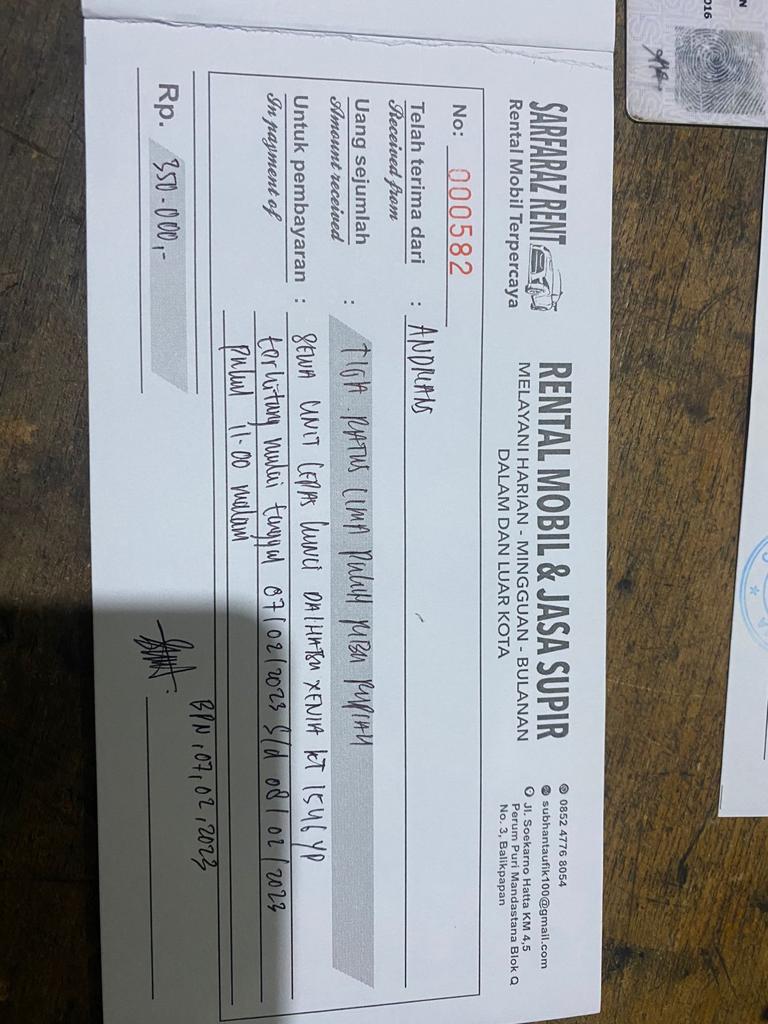 SARFARAZ RENT
Rental Mobil Terpercaya
RENTAL MOBIL & JASA SUPIR
MELAYANI HARIAN - MINGGUAN - BULANAN
DALAM DAN LUAR KOTA
0852 4776 8054
subhantaufik100@gmail.com
Jl. Soekarno Hatta KM 4,5
Perum Puri Mandastana Blok Q
No. 3, Balikpapan
No: 000582
Telah terima dari : ANDRIAN
Received from
Uang sejumlah : TIGA RATUS LIMA PULUH RIBU RUPIAH
Amount received
Untuk pembayaran : SEWA UNIT LEPAS KUNCI DAIHATSU XENIA KT 1546 YP
In payment of
terhitung mulai tanggal 07/02/2023 s/d 08/02/2023
pukul 11.00 malam
Rp. 350.000,-
BPN, 07, 02, 2023
016